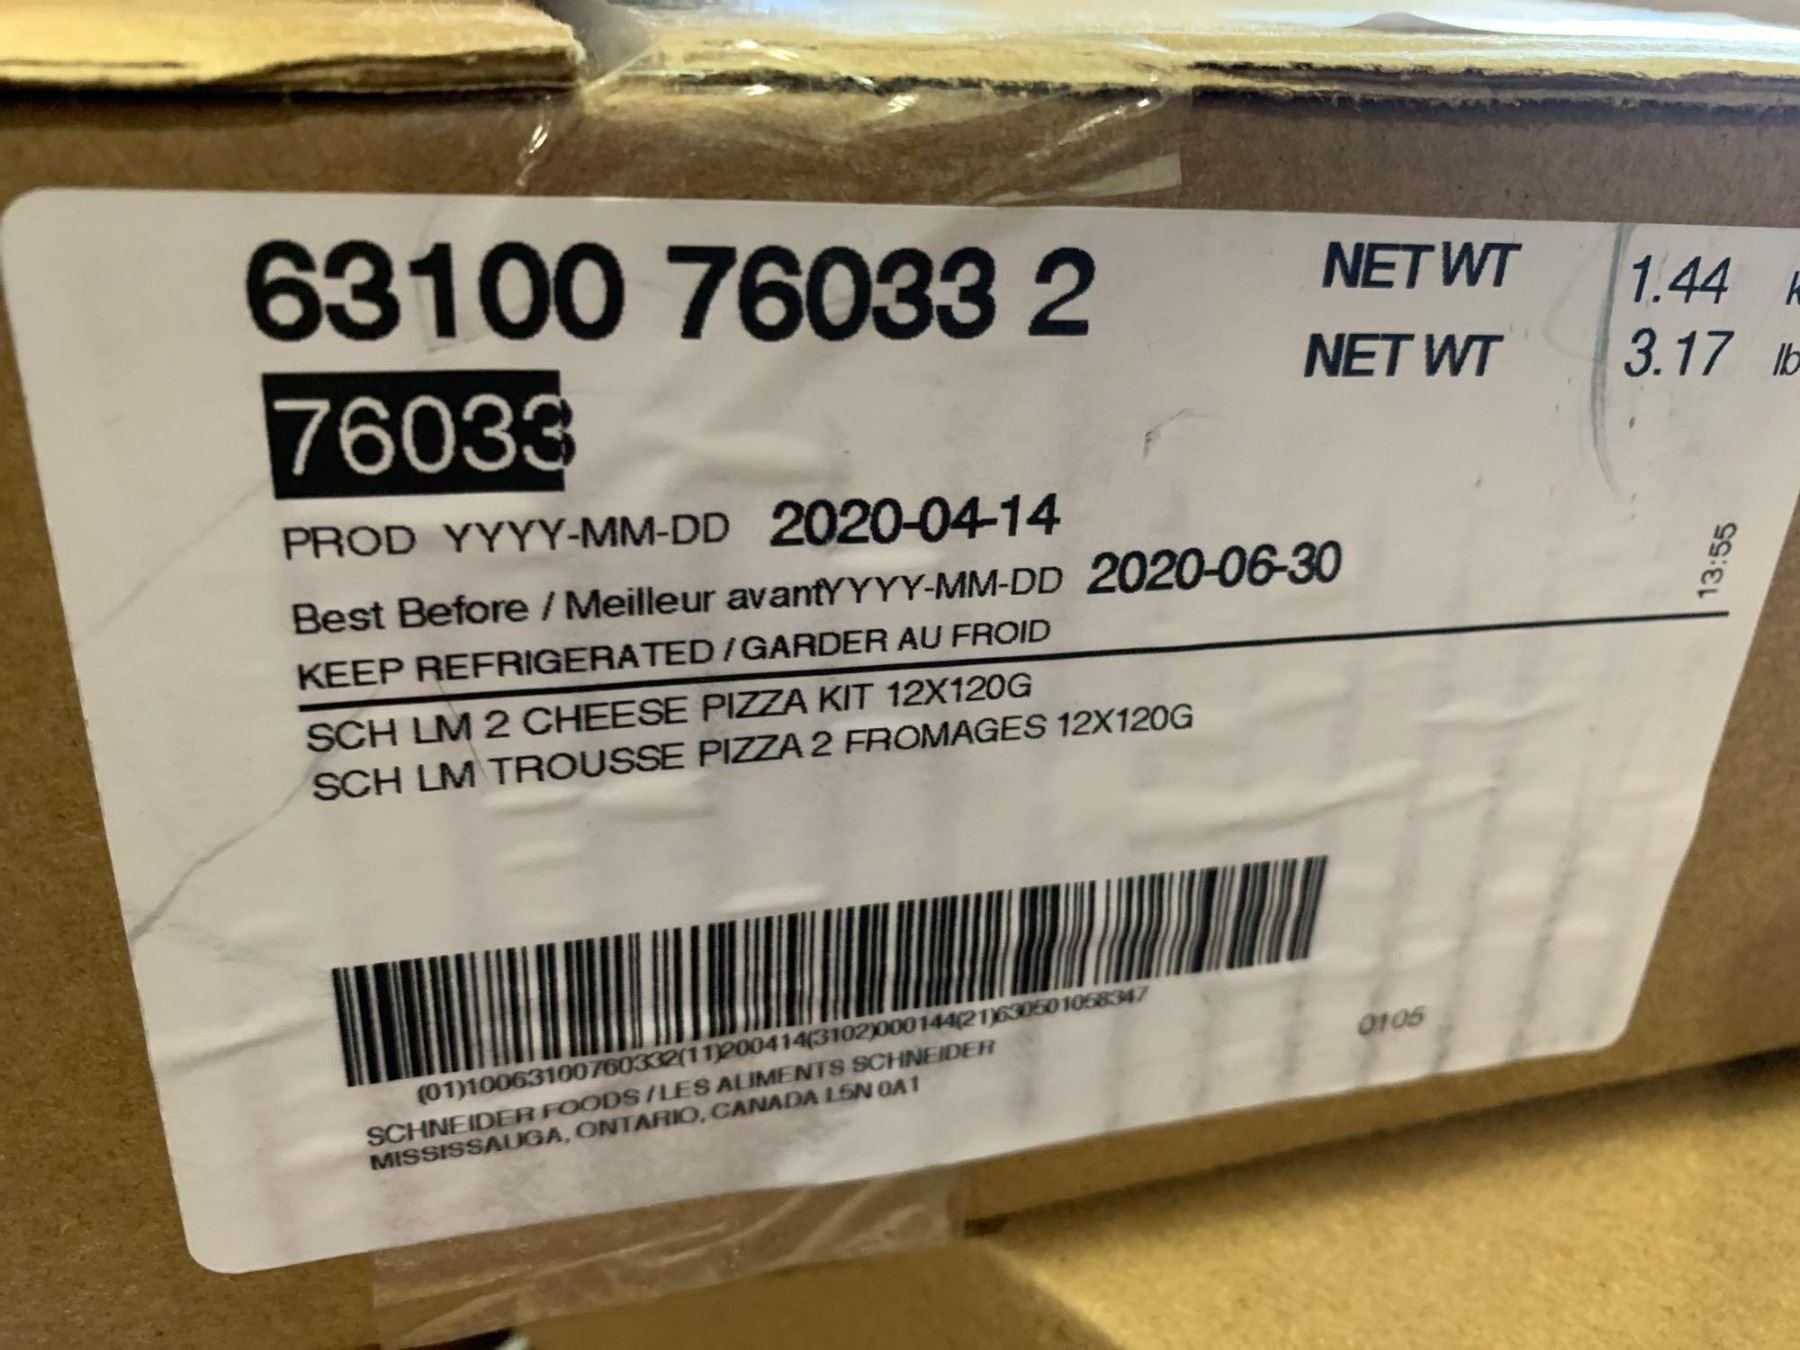 63100 76033 2
NET WT 1.44 k
NET WT 3.17 lb
76033
PROD YYYY-MM-DD 2020-04-14
Best Before / Meilleur avantYYYY-MM-DD 2020-06-30
13:55
KEEP REFRIGERATED / GARDER AU FROID
SCH LM 2 CHEESE PIZZA KIT 12X120G
SCH LM TROUSSE PIZZA 2 FROMAGES 12X120G
(01)10063100760332(11)200414(3102)000144(21)630501058347
0105
SCHNEIDER FOODS / LES ALIMENTS SCHNEIDER
MISSISSAUGA, ONTARIO, CANADA L5N 0A1